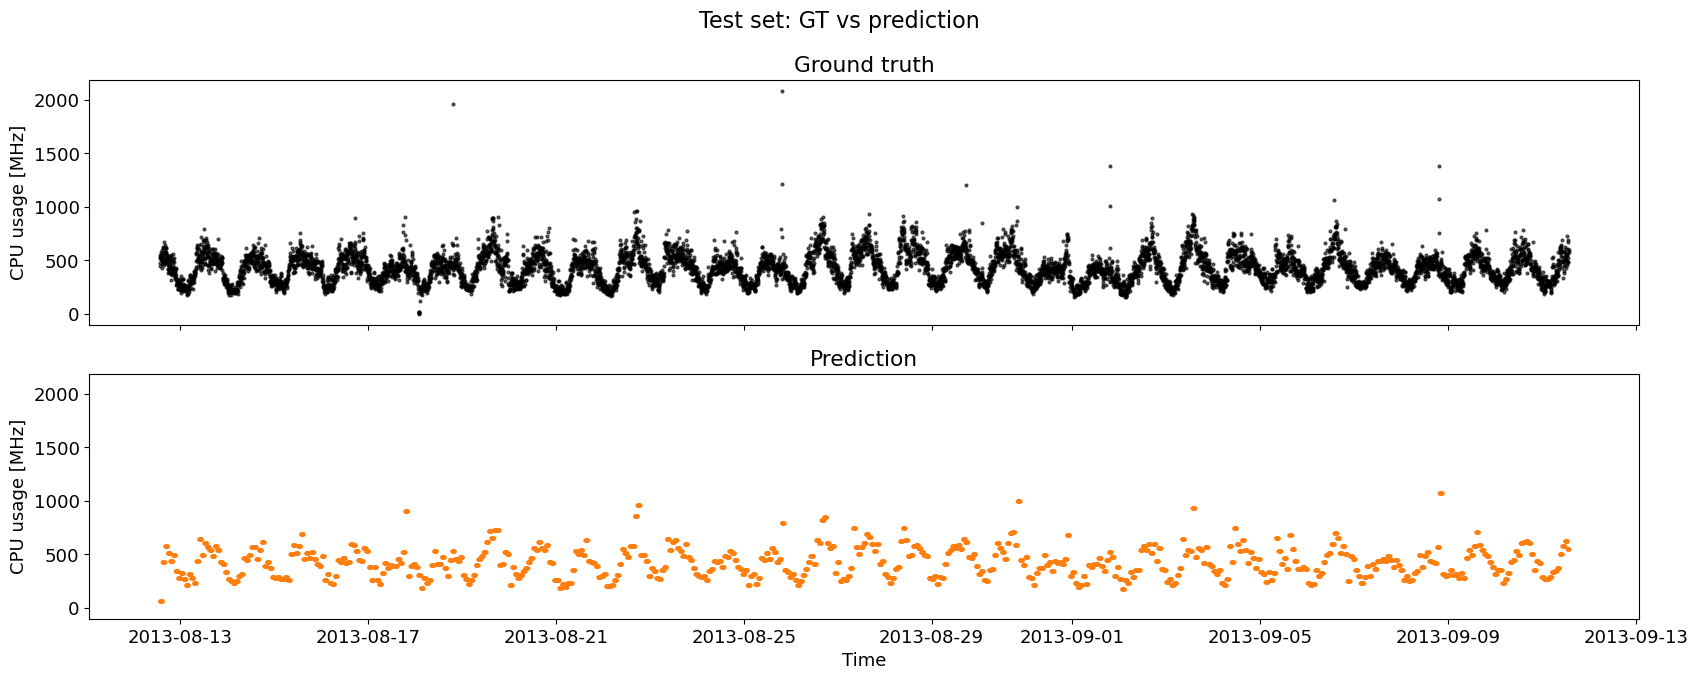 Test set: GT vs prediction
Ground truth
CPU usage [MHz]
2000
1500
1000
500
0
Prediction
CPU usage [MHz]
2000
1500
1000
500
0
2013-08-13 2013-08-17 2013-08-21 2013-08-25 2013-08-29 2013-09-01 2013-09-05 2013-09-09 2013-09-13
Time